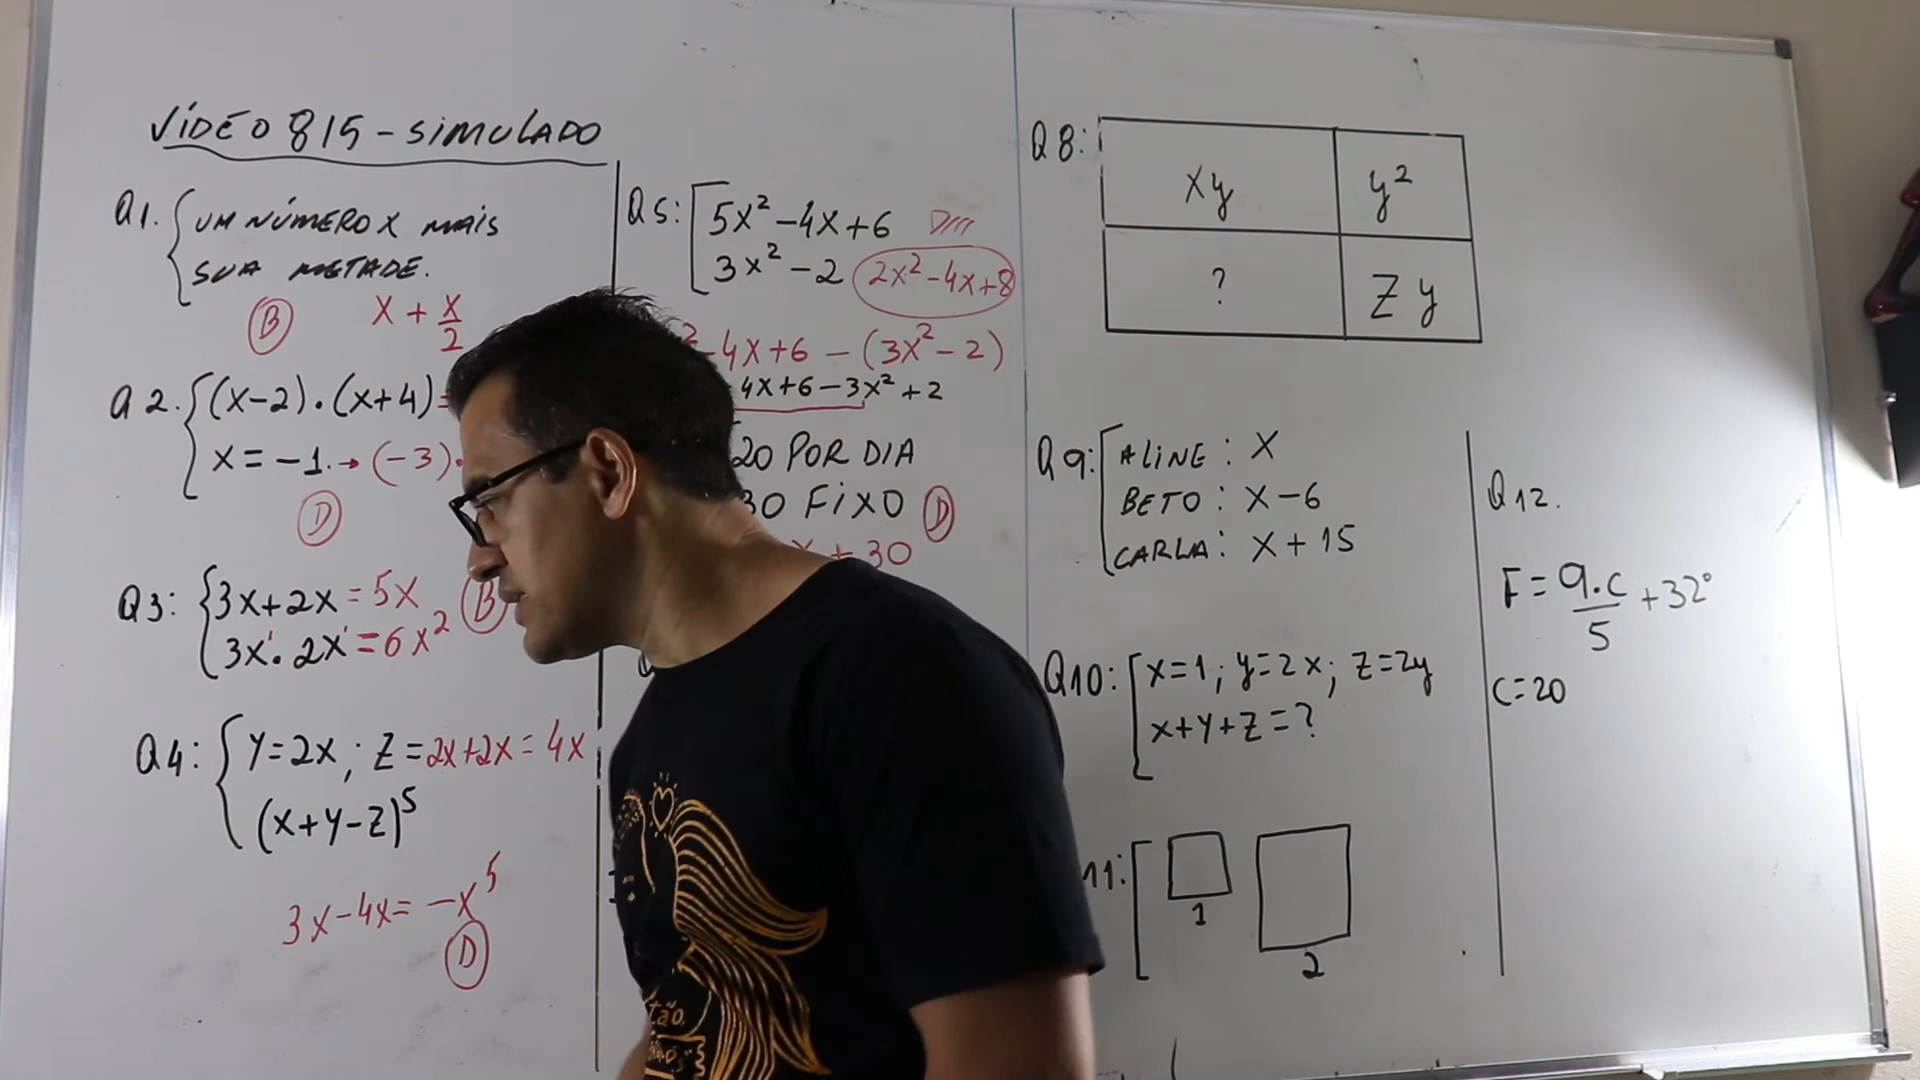 VÍDEO 815 - SIMULADO
Q1. UM NÚMERO X MAIS
SUA METADE.
B X + X/2
Q2. (X-2).(X+4)=
X = -1. → (-3).
D
Q3: 3X+2X = 5X
3X . 2X = 6X² B
Q4: Y=2X ; Z = 2X+2X = 4X
(X+Y-Z)⁵
3X-4X = -X⁵
D
Q5: 5X²-4X+6
3X²-2 2X²-4X+8
-4X+6 - (3X²-2)
4X+6-3X²+2
20 POR DIA
30 FIXO D
+ 30
Q8:
Xy y²
? Zy
Q9: ALINE : X
BETO : X-6
CARLA : X+15
Q10: X=1 ; y=2X ; Z=2y
X+Y+Z=?
11:
1
2
Q12.
F = 9.C/5 + 32°
C=20